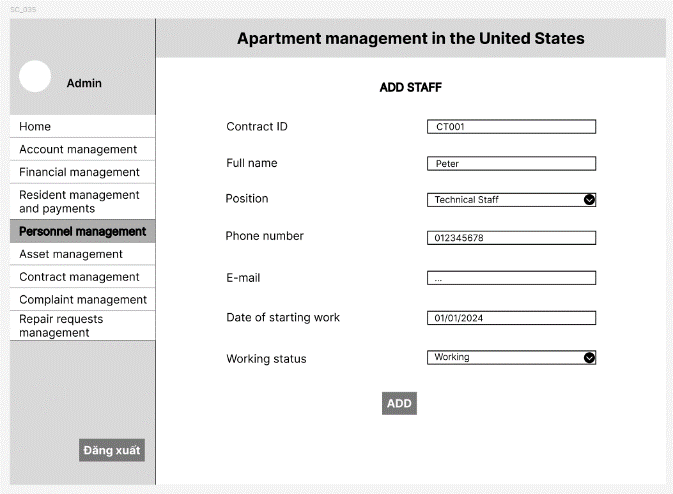 SC_035
Apartment management in the United States
Admin
Home
Account management
Financial management
Resident management
and payments
Personnel management
Asset management
Contract management
Complaint management
Repair requests
management
Đăng xuất
ADD STAFF
Contract ID CT001
Full name Peter
Position Technical Staff
Phone number 012345678
E-mail ...
Date of starting work 01/01/2024
Working status Working
ADD